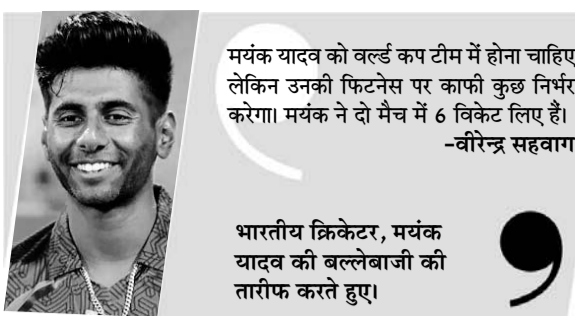 मयंक यादव को वर्ल्ड कप टीम में होना चाहिए
लेकिन उनकी फिटनेस पर काफी कुछ निर्भर
करेगा। मयंक ने दो मैच में 6 विकेट लिए हैं।
-वीरेन्द्र सहवाग
भारतीय क्रिकेटर, मयंक
यादव की बल्लेबाजी की
तारीफ करते हुए।